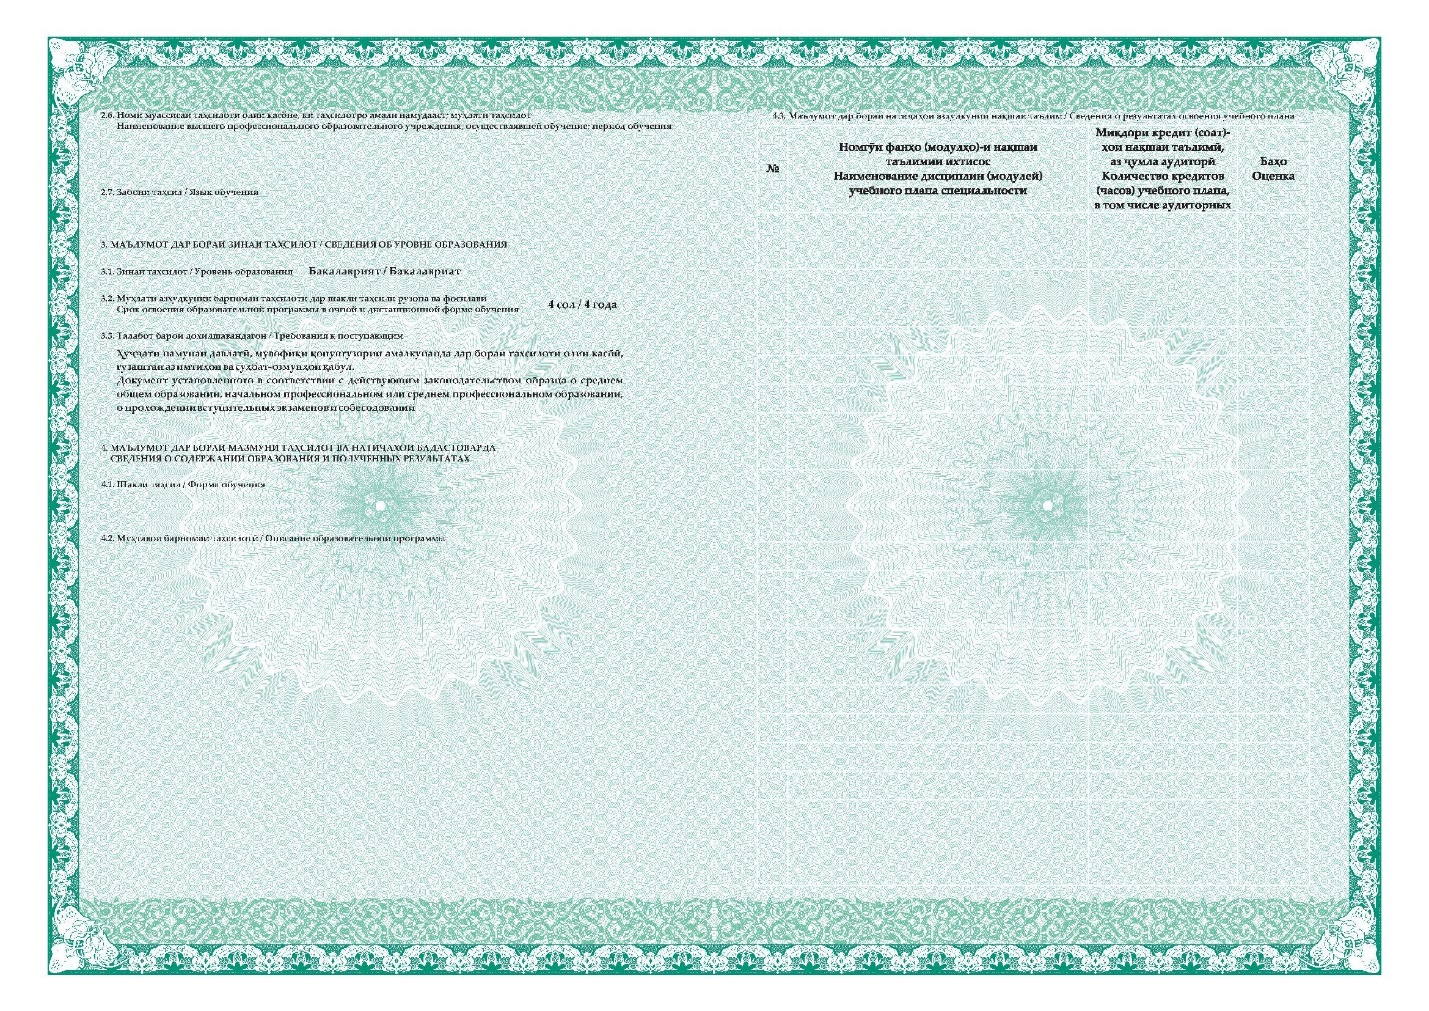 2.6. Номи муассисаи таҳсилоти олии касбие, ки таҳсилотро амалӣ намудааст; муҳлати таҳсилот
Наименование высшего профессионального образовательного учреждения, осуществлявшей обучение; период обучения
2.7. Забони таҳсил / Язык обучения
3. МАЪЛУМОТ ДАР БОРАИ ЗИНАИ ТАҲСИЛОТ / СВЕДЕНИЯ ОБ УРОВНЕ ОБРАЗОВАНИЯ
3.1. Зинаи таҳсилот / Уровень образования Бакалаврият / Бакалавриат
3.2. Муҳлати азхудкунии барномаи таҳсилотӣ дар шакли таҳсили рӯзона ва фосилавӣ
Срок освоения образовательной программы в очной и дистанционной форме обучения 4 сол / 4 года
3.3. Талабот барои дохилшавандагон / Требования к поступающим
Ҳуҷҷати намунаи давлатӣ, мувофиқи қонунгузории амалкунанда дар бораи таҳсилоти олии касбӣ,
гузаштан аз имтиҳон ва суҳбат-озмунҳои қабул.
Документ установленного в соответствии с действующим законодательством образца о среднем
общем образовании, начальном профессиональном или среднем профессиональном образовании,
о прохождении вступительных экзаменов и собеседовании
4. МАЪЛУМОТ ДАР БОРАИ МАЗМУНИ ТАҲСИЛОТ ВА НАТИҶАҲОИ БАДАСТОВАРДА
СВЕДЕНИЯ О СОДЕРЖАНИИ ОБРАЗОВАНИЯ И ПОЛУЧЕННЫХ РЕЗУЛЬТАТАХ
4.1. Шакли таҳсил / Форма обучения
4.2. Муҳтавои барномаи таҳсилотӣ / Описание образовательной программы
4.3. Маълумот дар бораи натиҷаҳои азхудкунии нақшаи таълим / Сведения о результатах освоения учебного плана
№
Номгӯи фанҳо (модулҳо)-и нақшаи
таълимии ихтисос
Наименование дисциплин (модулей)
учебного плана специальности
Миқдори кредит (соат)-
ҳои нақшаи таълимӣ,
аз ҷумла аудиторӣ
Количество кредитов
(часов) учебного плана,
в том числе аудиторных
Баҳо
Оценка